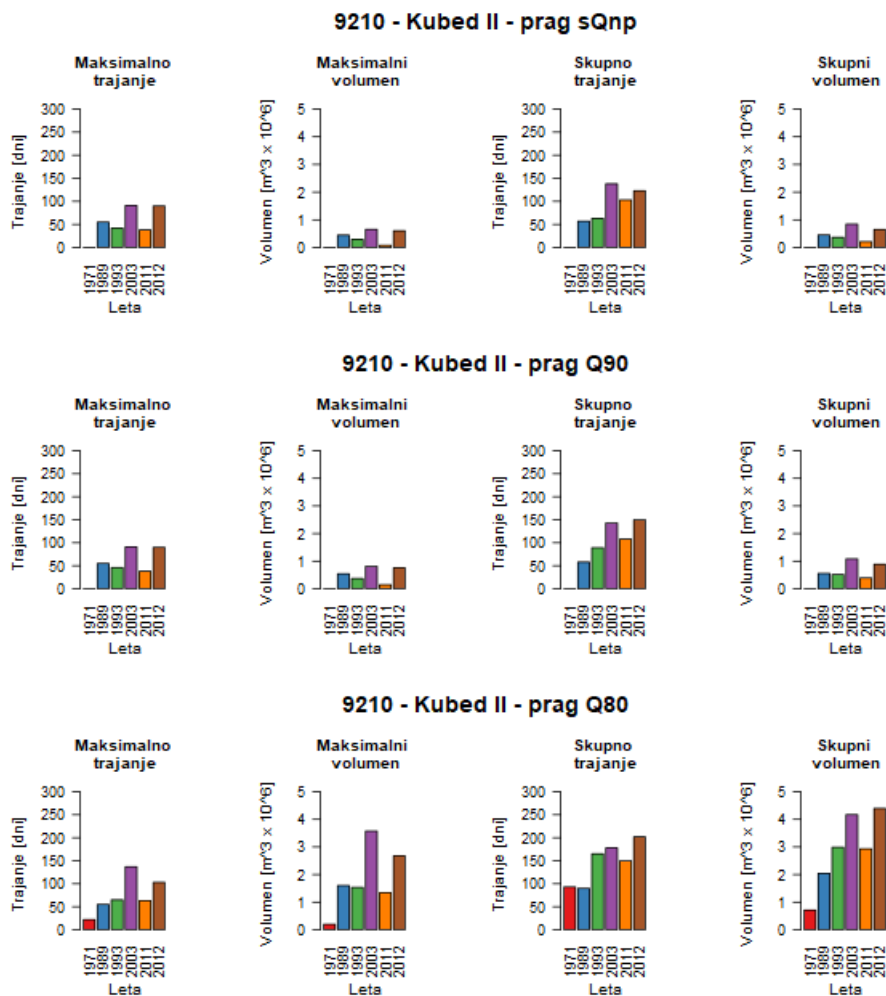 9210 - Kubed II - prag sQnp
Maksimalno
trajanje
Trajanje [dni]
300
250
200
150
100
50
0
1971
1989
1993
2003
2011
2012
Leta
Maksimalni
volumen
Volumen [m^3 × 10^6]
5
4
3
2
1
0
1971
1989
1993
2003
2011
2012
Leta
Skupno
trajanje
Trajanje [dni]
300
250
200
150
100
50
0
1971
1989
1993
2003
2011
2012
Leta
Skupni
volumen
Volumen [m^3 × 10^6]
5
4
3
2
1
0
1971
1989
1993
2003
2011
2012
Leta
9210 - Kubed II - prag Q90
Maksimalno
trajanje
Trajanje [dni]
300
250
200
150
100
50
0
1971
1989
1993
2003
2011
2012
Leta
Maksimalni
volumen
Volumen [m^3 × 10^6]
5
4
3
2
1
0
1971
1989
1993
2003
2011
2012
Leta
Skupno
trajanje
Trajanje [dni]
300
250
200
150
100
50
0
1971
1989
1993
2003
2011
2012
Leta
Skupni
volumen
Volumen [m^3 × 10^6]
5
4
3
2
1
0
1971
1989
1993
2003
2011
2012
Leta
9210 - Kubed II - prag Q80
Maksimalno
trajanje
Trajanje [dni]
300
250
200
150
100
50
0
1971
1989
1993
2003
2011
2012
Leta
Maksimalni
volumen
Volumen [m^3 × 10^6]
5
4
3
2
1
0
1971
1989
1993
2003
2011
2012
Leta
Skupno
trajanje
Trajanje [dni]
300
250
200
150
100
50
0
1971
1989
1993
2003
2011
2012
Leta
Skupni
volumen
Volumen [m^3 × 10^6]
5
4
3
2
1
0
1971
1989
1993
2003
2011
2012
Leta